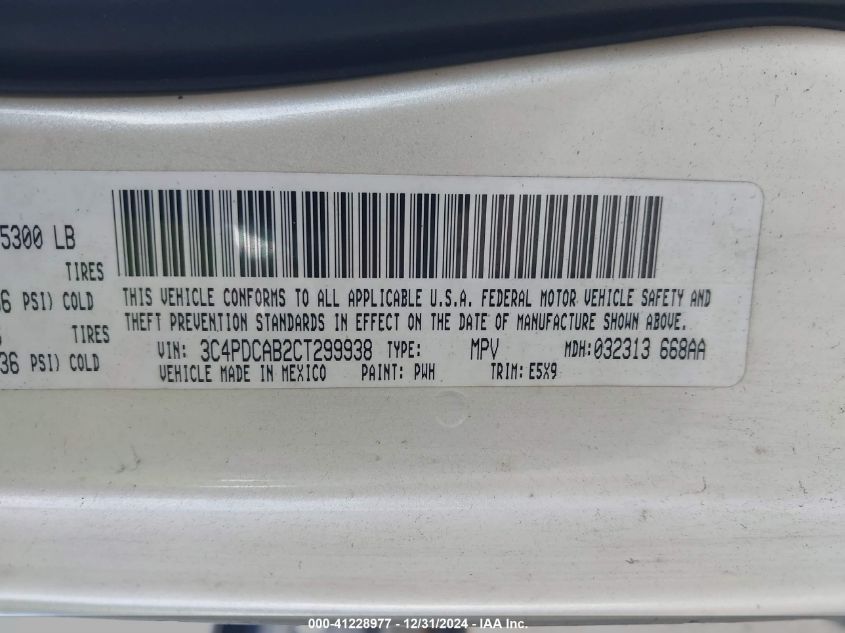 5300 LB
TIRES
36 PSI) COLD
TIRES
36 PSI) COLD
THIS VEHICLE CONFORMS TO ALL APPLICABLE U.S.A. FEDERAL MOTOR VEHICLE SAFETY AND
THEFT PREVENTION STANDARDS IN EFFECT ON THE DATE OF MANUFACTURE SHOWN ABOVE.
VIN: 3C4PDCAB2CT299938 TYPE: MPV MDH:032313 668AA
VEHICLE MADE IN MEXICO PAINT: PWH TRIM: E5X9
000-41228977 - 12/31/2024 - IAA Inc.